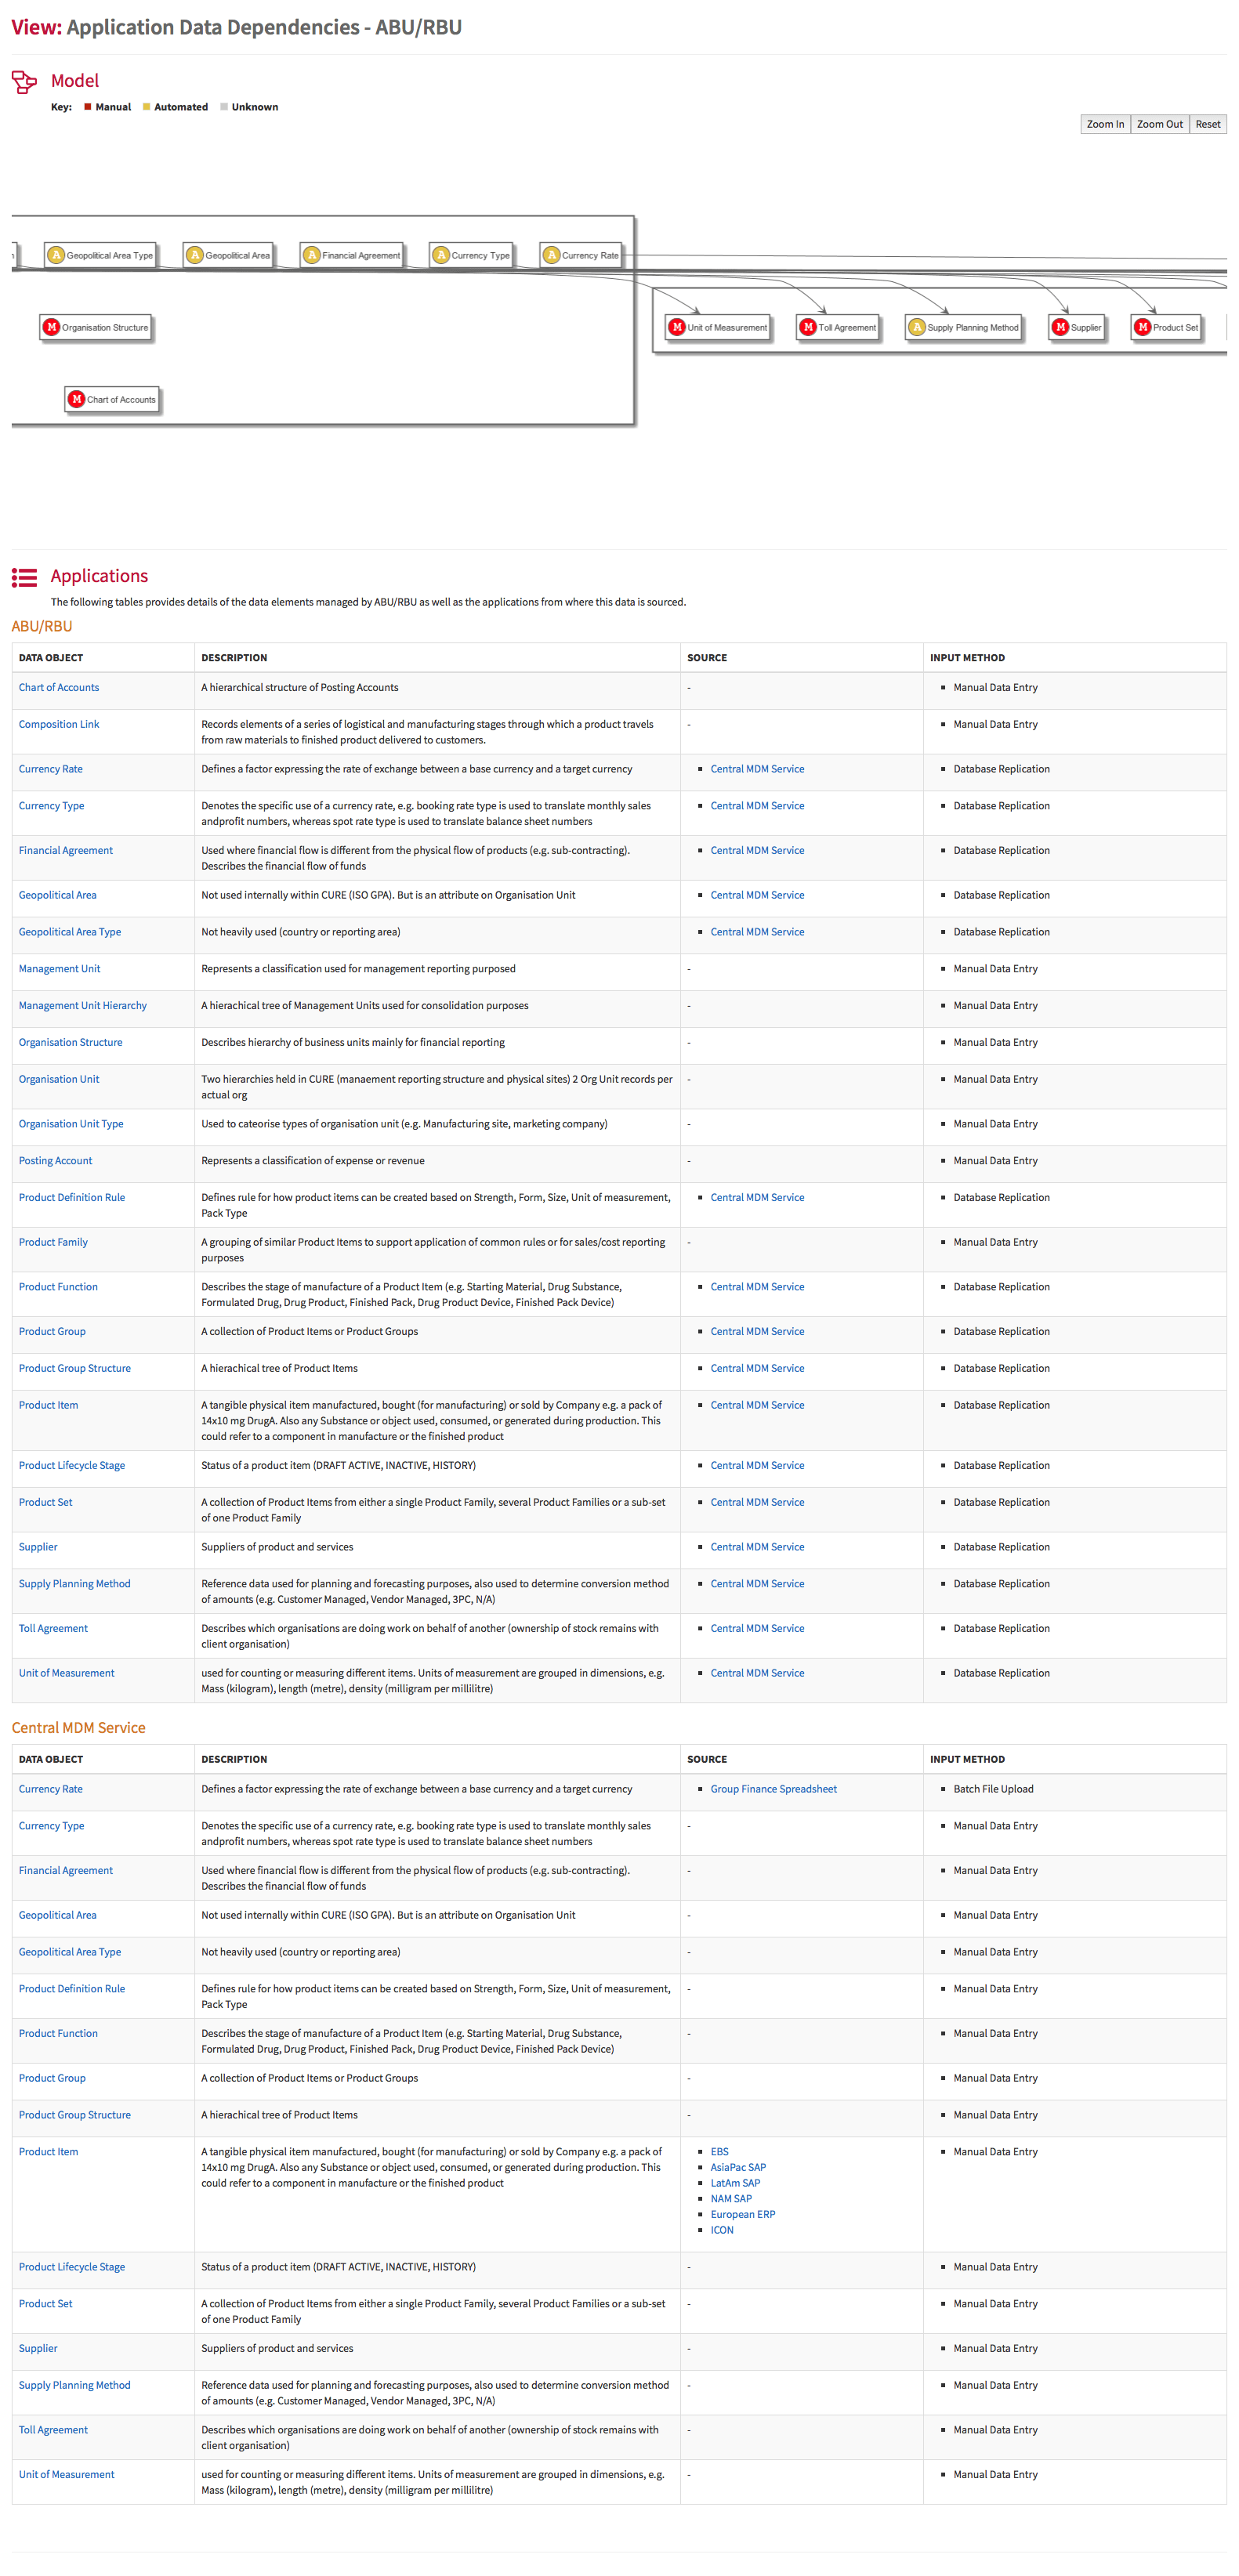 View: Application Data Dependencies - ABU/RBU
Model
Key: Manual Automated Unknown
Zoom In Zoom Out Reset
n A Geopolitical Area Type A Geopolitical Area A Financial Agreement A Currency Type A Currency Rate
M Organisation Structure M Unit of Measurement M Toll Agreement A Supply Planning Method M Supplier M Product Set
M Chart of Accounts
Applications
The following tables provides details of the data elements managed by ABU/RBU as well as the applications from where this data is sourced.
ABU/RBU
DATA OBJECT DESCRIPTION SOURCE INPUT METHOD
Chart of Accounts A hierarchical structure of Posting Accounts - Manual Data Entry
Composition Link Records elements of a series of logistical and manufacturing stages through which a product travels - Manual Data Entry
from raw materials to finished product delivered to customers.
Currency Rate Defines a factor expressing the rate of exchange between a base currency and a target currency Central MDM Service Database Replication
Currency Type Denotes the specific use of a currency rate, e.g. booking rate type is used to translate monthly sales Central MDM Service Database Replication
andprofit numbers, whereas spot rate type is used to translate balance sheet numbers
Financial Agreement Used where financial flow is different from the physical flow of products (e.g. sub-contracting). Central MDM Service Database Replication
Describes the financial flow of funds
Geopolitical Area Not used internally within CURE (ISO GPA). But is an attribute on Organisation Unit Central MDM Service Database Replication
Geopolitical Area Type Not heavily used (country or reporting area) Central MDM Service Database Replication
Management Unit Represents a classification used for management reporting purposed - Manual Data Entry
Management Unit Hierarchy A hierachical tree of Management Units used for consolidation purposes - Manual Data Entry
Organisation Structure Describes hierarchy of business units mainly for financial reporting - Manual Data Entry
Organisation Unit Two hierarchies held in CURE (manaement reporting structure and physical sites) 2 Org Unit records per - Manual Data Entry
actual org
Organisation Unit Type Used to cateorise types of organisation unit (e.g. Manufacturing site, marketing company) - Manual Data Entry
Posting Account Represents a classification of expense or revenue - Manual Data Entry
Product Definition Rule Defines rule for how product items can be created based on Strength, Form, Size, Unit of measurement, Central MDM Service Database Replication
Pack Type
Product Family A grouping of similar Product Items to support application of common rules or for sales/cost reporting - Manual Data Entry
purposes
Product Function Describes the stage of manufacture of a Product Item (e.g. Starting Material, Drug Substance, Central MDM Service Database Replication
Formulated Drug, Drug Product, Finished Pack, Drug Product Device, Finished Pack Device)
Product Group A collection of Product Items or Product Groups Central MDM Service Database Replication
Product Group Structure A hierachical tree of Product Items Central MDM Service Database Replication
Product Item A tangible physical item manufactured, bought (for manufacturing) or sold by Company e.g. a pack of Central MDM Service Database Replication
14x10 mg DrugA. Also any Substance or object used, consumed, or generated during production. This
could refer to a component in manufacture or the finished product
Product Lifecycle Stage Status of a product item (DRAFT ACTIVE, INACTIVE, HISTORY) Central MDM Service Database Replication
Product Set A collection of Product Items from either a single Product Family, several Product Families or a sub-set Central MDM Service Database Replication
of one Product Family
Supplier Suppliers of product and services Central MDM Service Database Replication
Supply Planning Method Reference data used for planning and forecasting purposes, also used to determine conversion method Central MDM Service Database Replication
of amounts (e.g. Customer Managed, Vendor Managed, 3PC, N/A)
Toll Agreement Describes which organisations are doing work on behalf of another (ownership of stock remains with Central MDM Service Database Replication
client organisation)
Unit of Measurement used for counting or measuring different items. Units of measurement are grouped in dimensions, e.g. Central MDM Service Database Replication
Mass (kilogram), length (metre), density (milligram per millilitre)
Central MDM Service
DATA OBJECT DESCRIPTION SOURCE INPUT METHOD
Currency Rate Defines a factor expressing the rate of exchange between a base currency and a target currency Group Finance Spreadsheet Batch File Upload
Currency Type Denotes the specific use of a currency rate, e.g. booking rate type is used to translate monthly sales - Manual Data Entry
andprofit numbers, whereas spot rate type is used to translate balance sheet numbers
Financial Agreement Used where financial flow is different from the physical flow of products (e.g. sub-contracting). - Manual Data Entry
Describes the financial flow of funds
Geopolitical Area Not used internally within CURE (ISO GPA). But is an attribute on Organisation Unit - Manual Data Entry
Geopolitical Area Type Not heavily used (country or reporting area) - Manual Data Entry
Product Definition Rule Defines rule for how product items can be created based on Strength, Form, Size, Unit of measurement, - Manual Data Entry
Pack Type
Product Function Describes the stage of manufacture of a Product Item (e.g. Starting Material, Drug Substance, - Manual Data Entry
Formulated Drug, Drug Product, Finished Pack, Drug Product Device, Finished Pack Device)
Product Group A collection of Product Items or Product Groups - Manual Data Entry
Product Group Structure A hierachical tree of Product Items - Manual Data Entry
Product Item A tangible physical item manufactured, bought (for manufacturing) or sold by Company e.g. a pack of EBS Manual Data Entry
14x10 mg DrugA. Also any Substance or object used, consumed, or generated during production. This AsiaPac SAP
could refer to a component in manufacture or the finished product LatAm SAP
NAM SAP
European ERP
ICON
Product Lifecycle Stage Status of a product item (DRAFT ACTIVE, INACTIVE, HISTORY) - Manual Data Entry
Product Set A collection of Product Items from either a single Product Family, several Product Families or a sub-set - Manual Data Entry
of one Product Family
Supplier Suppliers of product and services - Manual Data Entry
Supply Planning Method Reference data used for planning and forecasting purposes, also used to determine conversion method - Manual Data Entry
of amounts (e.g. Customer Managed, Vendor Managed, 3PC, N/A)
Toll Agreement Describes which organisations are doing work on behalf of another (ownership of stock remains with - Manual Data Entry
client organisation)
Unit of Measurement used for counting or measuring different items. Units of measurement are grouped in dimensions, e.g. - Manual Data Entry
Mass (kilogram), length (metre), density (milligram per millilitre)